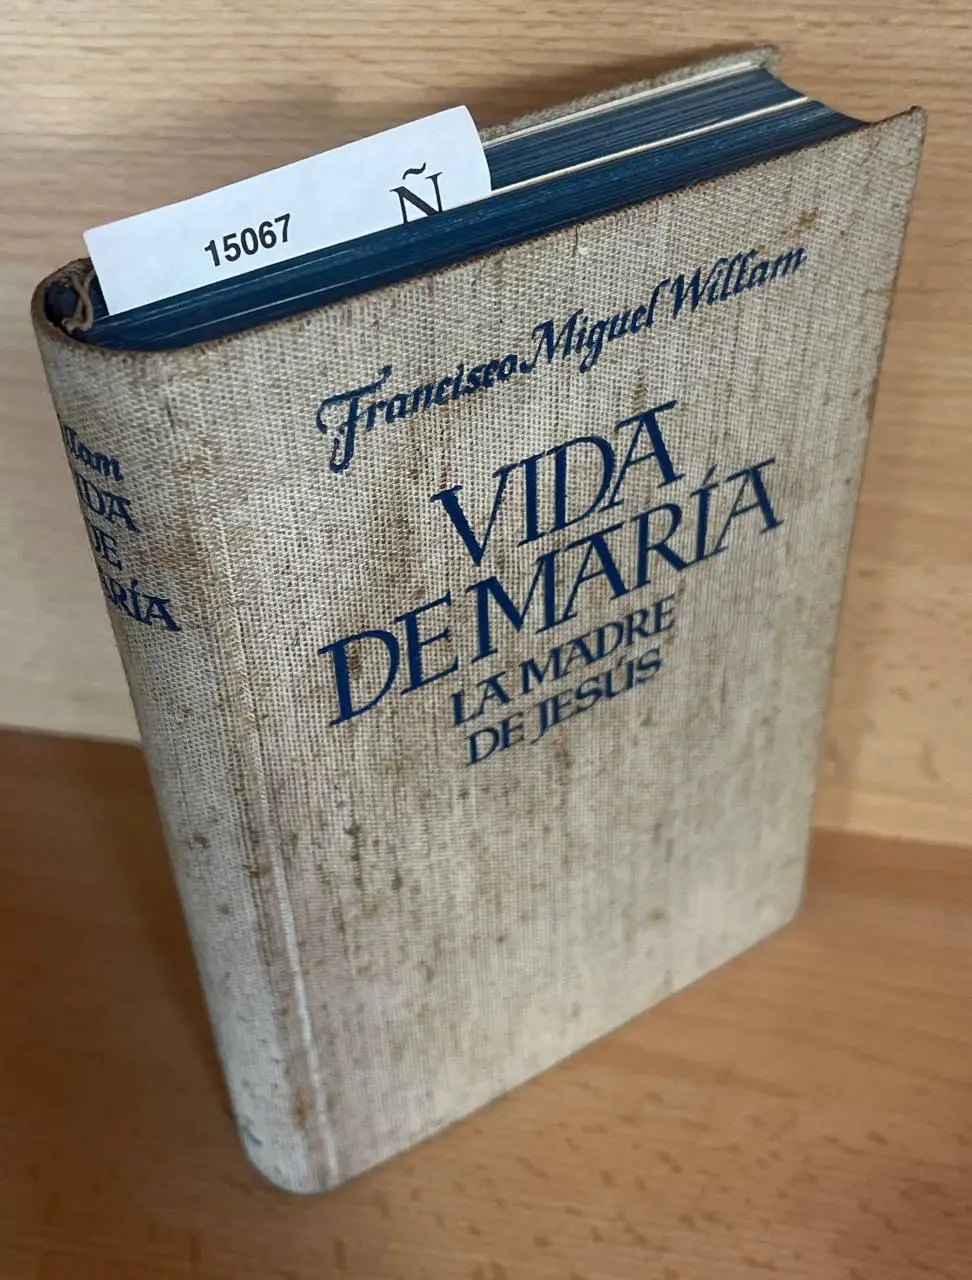 15067
Ñ
Francisco Miguel Willam
VIDA
DE MARÍA
LA MADRE
DE JESÚS